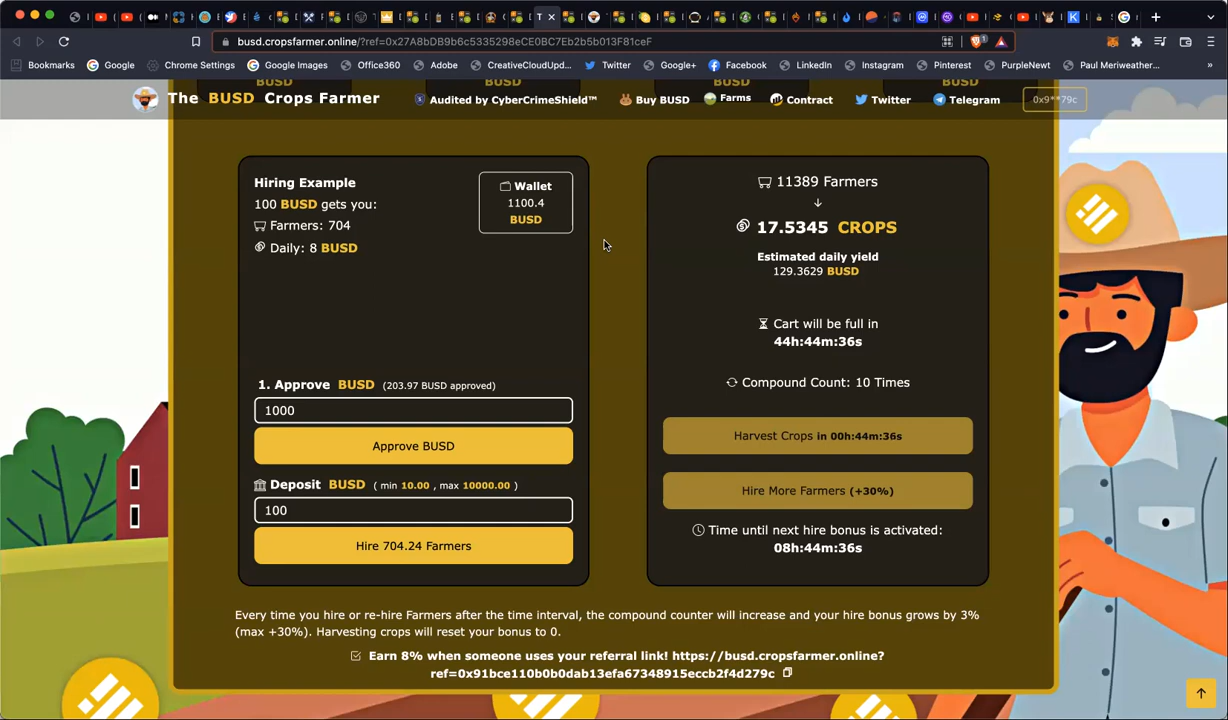 T
busd.cropsfarmer.online/?ref=0x27A8bDB9b6c5335298eCE0BC7Eb2b5b013F81ceF
1
Bookmarks Google Chrome Settings Google Images Office360 Adobe CreativeCloudUpd... Twitter Google+ Facebook LinkedIn Instagram Pinterest PurpleNewt Paul Meriweather... »
BUSD BUSD BUSD BUSD
The BUSD Crops Farmer Audited by CyberCrimeShield™ Buy BUSD Farms Contract Twitter Telegram 0x9**79c
Hiring Example
100 BUSD gets you:
Farmers: 704
Daily: 8 BUSD
Wallet
1100.4
BUSD
1. Approve BUSD (203.97 BUSD approved)
1000
Approve BUSD
Deposit BUSD ( min 10.00 , max 10000.00 )
100
Hire 704.24 Farmers
11389 Farmers
↓
17.5345 CROPS
Estimated daily yield
129.3629 BUSD
Cart will be full in
44h:44m:36s
Compound Count: 10 Times
Harvest Crops in 00h:44m:36s
Hire More Farmers (+30%)
Time until next hire bonus is activated:
08h:44m:36s
Every time you hire or re-hire Farmers after the time interval, the compound counter will increase and your hire bonus grows by 3%
(max +30%). Harvesting crops will reset your bonus to 0.
Earn 8% when someone uses your referral link! https://busd.cropsfarmer.online?
ref=0x91bce110b0b0dab13efa67348915eccb2f4d279c